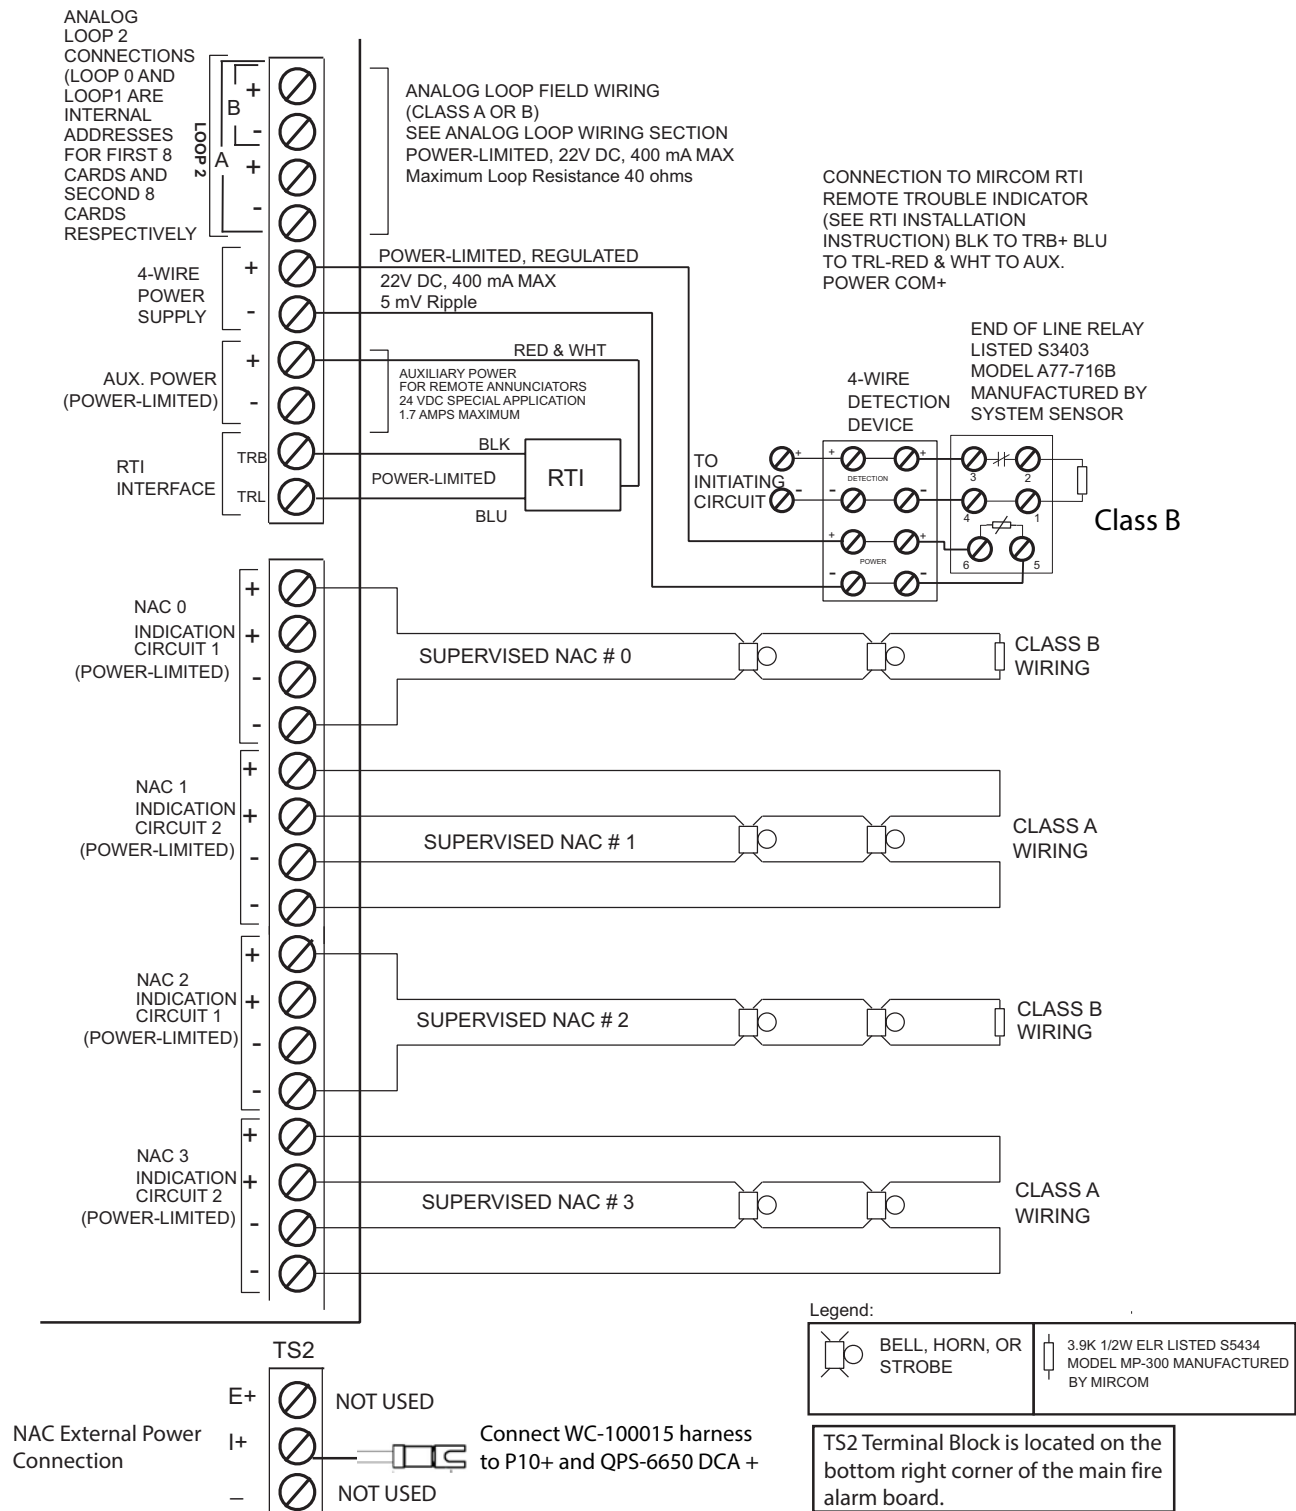 ANALOG
LOOP 2
CONNECTIONS
(LOOP 0 AND
LOOP1 ARE
INTERNAL
ADDRESSES
FOR FIRST 8
CARDS AND
SECOND 8
CARDS
RESPECTIVELY
LOOP 2
A
B
+
-
+
-
ANALOG LOOP FIELD WIRING
(CLASS A OR B)
SEE ANALOG LOOP WIRING SECTION
POWER-LIMITED, 22V DC, 400 mA MAX
Maximum Loop Resistance 40 ohms
CONNECTION TO MIRCOM RTI
REMOTE TROUBLE INDICATOR
(SEE RTI INSTALLATION
INSTRUCTION) BLK TO TRB+ BLU
TO TRL-RED & WHT TO AUX.
POWER COM+
4-WIRE
POWER
SUPPLY
+
-
POWER-LIMITED, REGULATED
22V DC, 400 mA MAX
5 mV Ripple
AUX. POWER
(POWER-LIMITED)
+
-
RED & WHT
AUXILIARY POWER
FOR REMOTE ANNUNCIATORS
24 VDC SPECIAL APPLICATION
1.7 AMPS MAXIMUM
RTI
INTERFACE
TRB
TRL
BLK
POWER-LIMITED
BLU
RTI
END OF LINE RELAY
LISTED S3403
MODEL A77-716B
MANUFACTURED BY
SYSTEM SENSOR
4-WIRE
DETECTION
DEVICE
TO
INITIATING
CIRCUIT
+
-
+
+
DETECTION
-
-
+
+
POWER
-
-
3
2
4
1
6
5
Class B
NAC 0
INDICATION
CIRCUIT 1
(POWER-LIMITED)
+
+
-
-
SUPERVISED NAC # 0
CLASS B
WIRING
NAC 1
INDICATION
CIRCUIT 2
(POWER-LIMITED)
+
+
-
-
SUPERVISED NAC # 1
CLASS A
WIRING
NAC 2
INDICATION
CIRCUIT 1
(POWER-LIMITED)
+
+
-
-
SUPERVISED NAC # 2
CLASS B
WIRING
NAC 3
INDICATION
CIRCUIT 2
(POWER-LIMITED)
+
+
-
-
SUPERVISED NAC # 3
CLASS A
WIRING
Legend:
BELL, HORN, OR
STROBE
3.9K 1/2W ELR LISTED S5434
MODEL MP-300 MANUFACTURED
BY MIRCOM
TS2
NAC External Power
Connection
E+
I+
–
NOT USED
Connect WC-100015 harness
to P10+ and QPS-6650 DCA +
NOT USED
TS2 Terminal Block is located on the
bottom right corner of the main fire
alarm board.